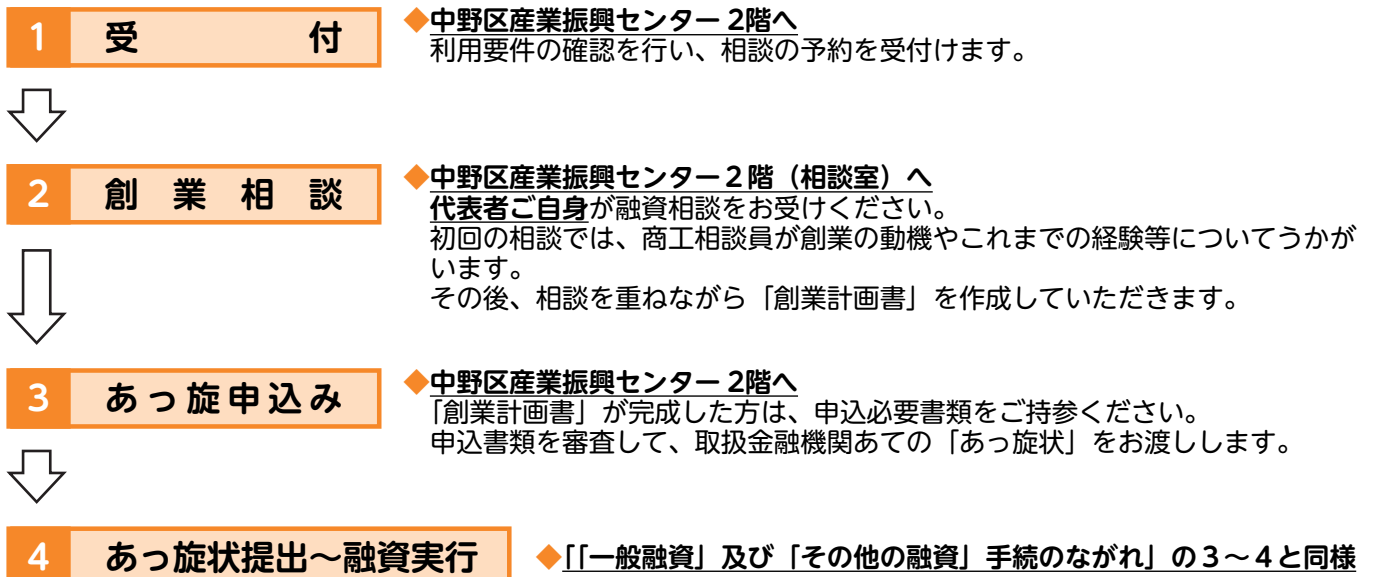 1 受付
◆中野区産業振興センター 2階へ
利用要件の確認を行い、相談の予約を受付けます。
2 創業相談
◆中野区産業振興センター2階（相談室）へ
代表者ご自身が融資相談をお受けください。
初回の相談では、商工相談員が創業の動機やこれまでの経験等についてうかが
います。
その後、相談を重ねながら「創業計画書」を作成していただきます。
3 あっ旋申込み
◆中野区産業振興センター 2階へ
「創業計画書」が完成した方は、申込必要書類をご持参ください。
申込書類を審査して、取扱金融機関あての「あっ旋状」をお渡しします。
4 あっ旋状提出～融資実行
◆「「一般融資」及び「その他の融資」手続のながれ」の３～４と同様